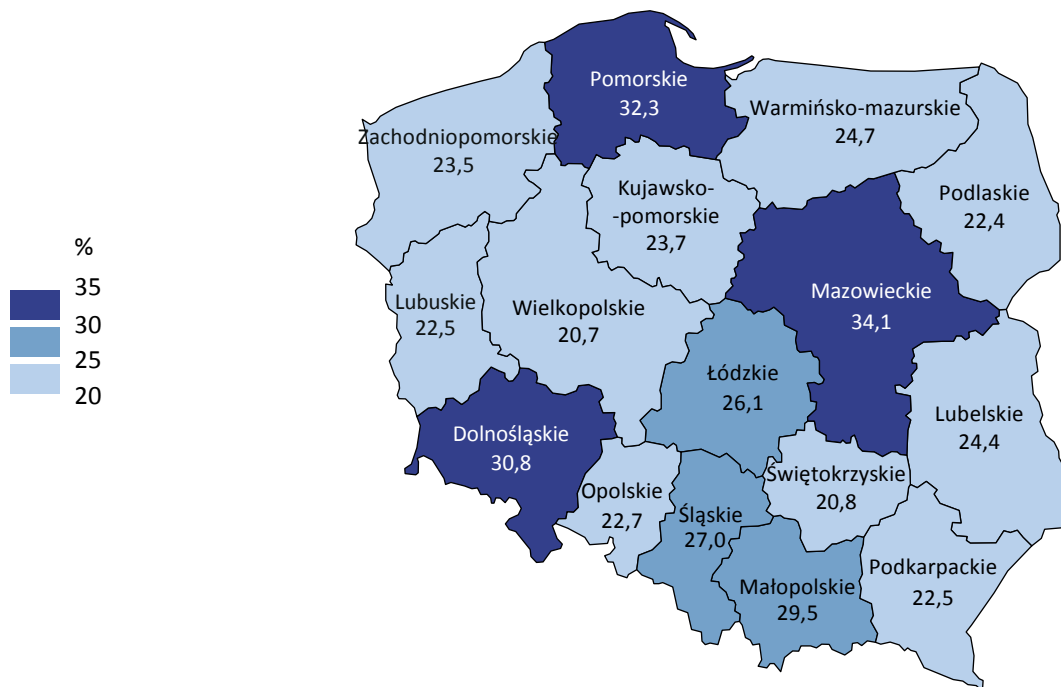 Pomorskie
32,3
Warmińsko-mazurskie
24,7
Zachodniopomorskie
23,5
Podlaskie
22,4
Kujawsko-
-pomorskie
23,7
%
35
30
25
20
Lubuskie
22,5
Wielkopolskie
20,7
Mazowieckie
34,1
Łódzkie
26,1
Lubelskie
24,4
Dolnośląskie
30,8
Opolskie
22,7
Śląskie
27,0
Świętokrzyskie
20,8
Małopolskie
29,5
Podkarpackie
22,5